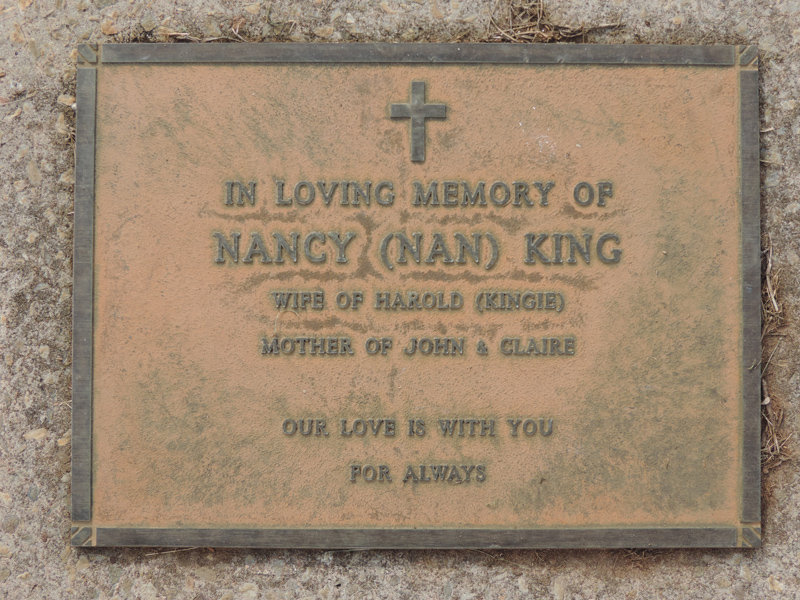 IN LOVING MEMORY OF
NANCY (NAN) KING
WIFE OF HAROLD (KINGIE)
MOTHER OF JOHN & CLAIRE
OUR LOVE IS WITH YOU
FOR ALWAYS